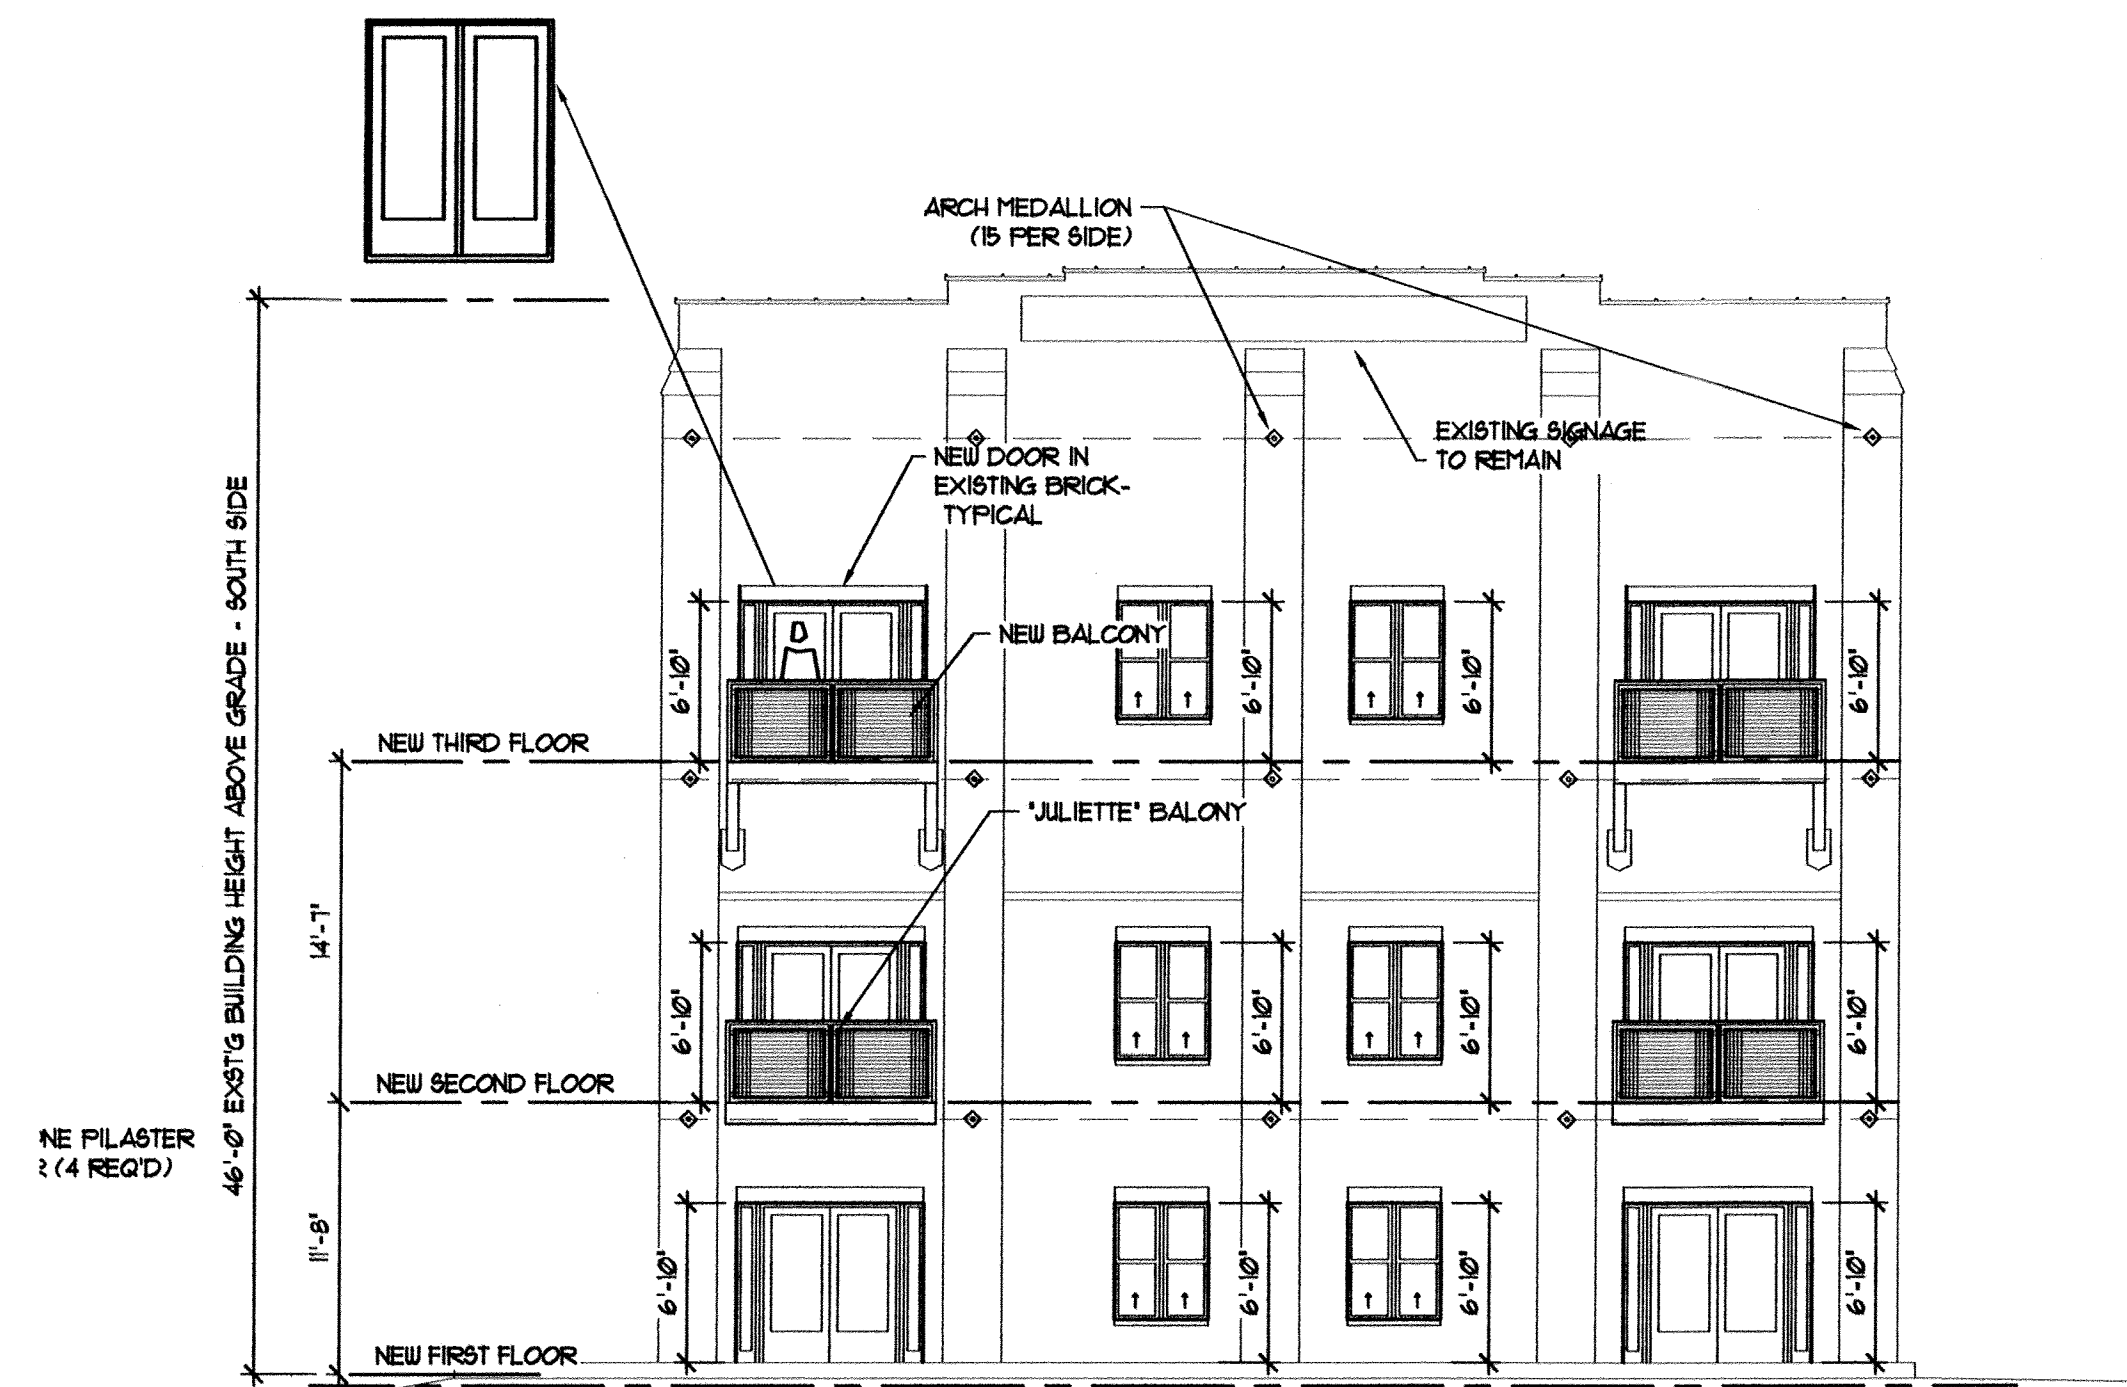 ARCH MEDALLION
(15 PER SIDE)
EXISTING SIGNAGE
TO REMAIN
NEW DOOR IN
EXISTING BRICK-
TYPICAL
46'-0" EXST'G BUILDING HEIGHT ABOVE GRADE - SOUTH SIDE
NEW BALCONY
6'-10"
6'-10"
6'-10"
6'-10"
NEW THIRD FLOOR
"JULIETTE" BALONY
14'-7"
6'-10"
6'-10"
6'-10"
6'-10"
NEW SECOND FLOOR
NE PILASTER
(4 REQ'D)
11'-8"
6'-10"
6'-10"
6'-10"
6'-10"
NEW FIRST FLOOR